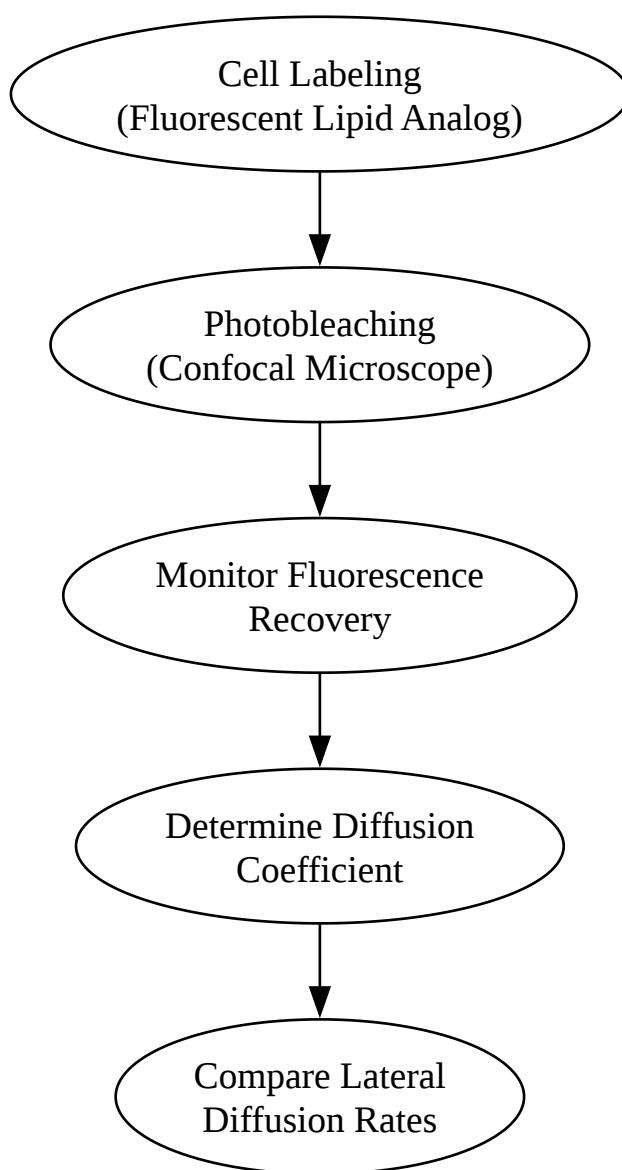 Cell Labeling
(Fluorescent Lipid Analog)
Photobleaching
(Confocal Microscope)
Monitor Fluorescence
Recovery
Determine Diffusion
Coefficient
Compare Lateral
Diffusion Rates